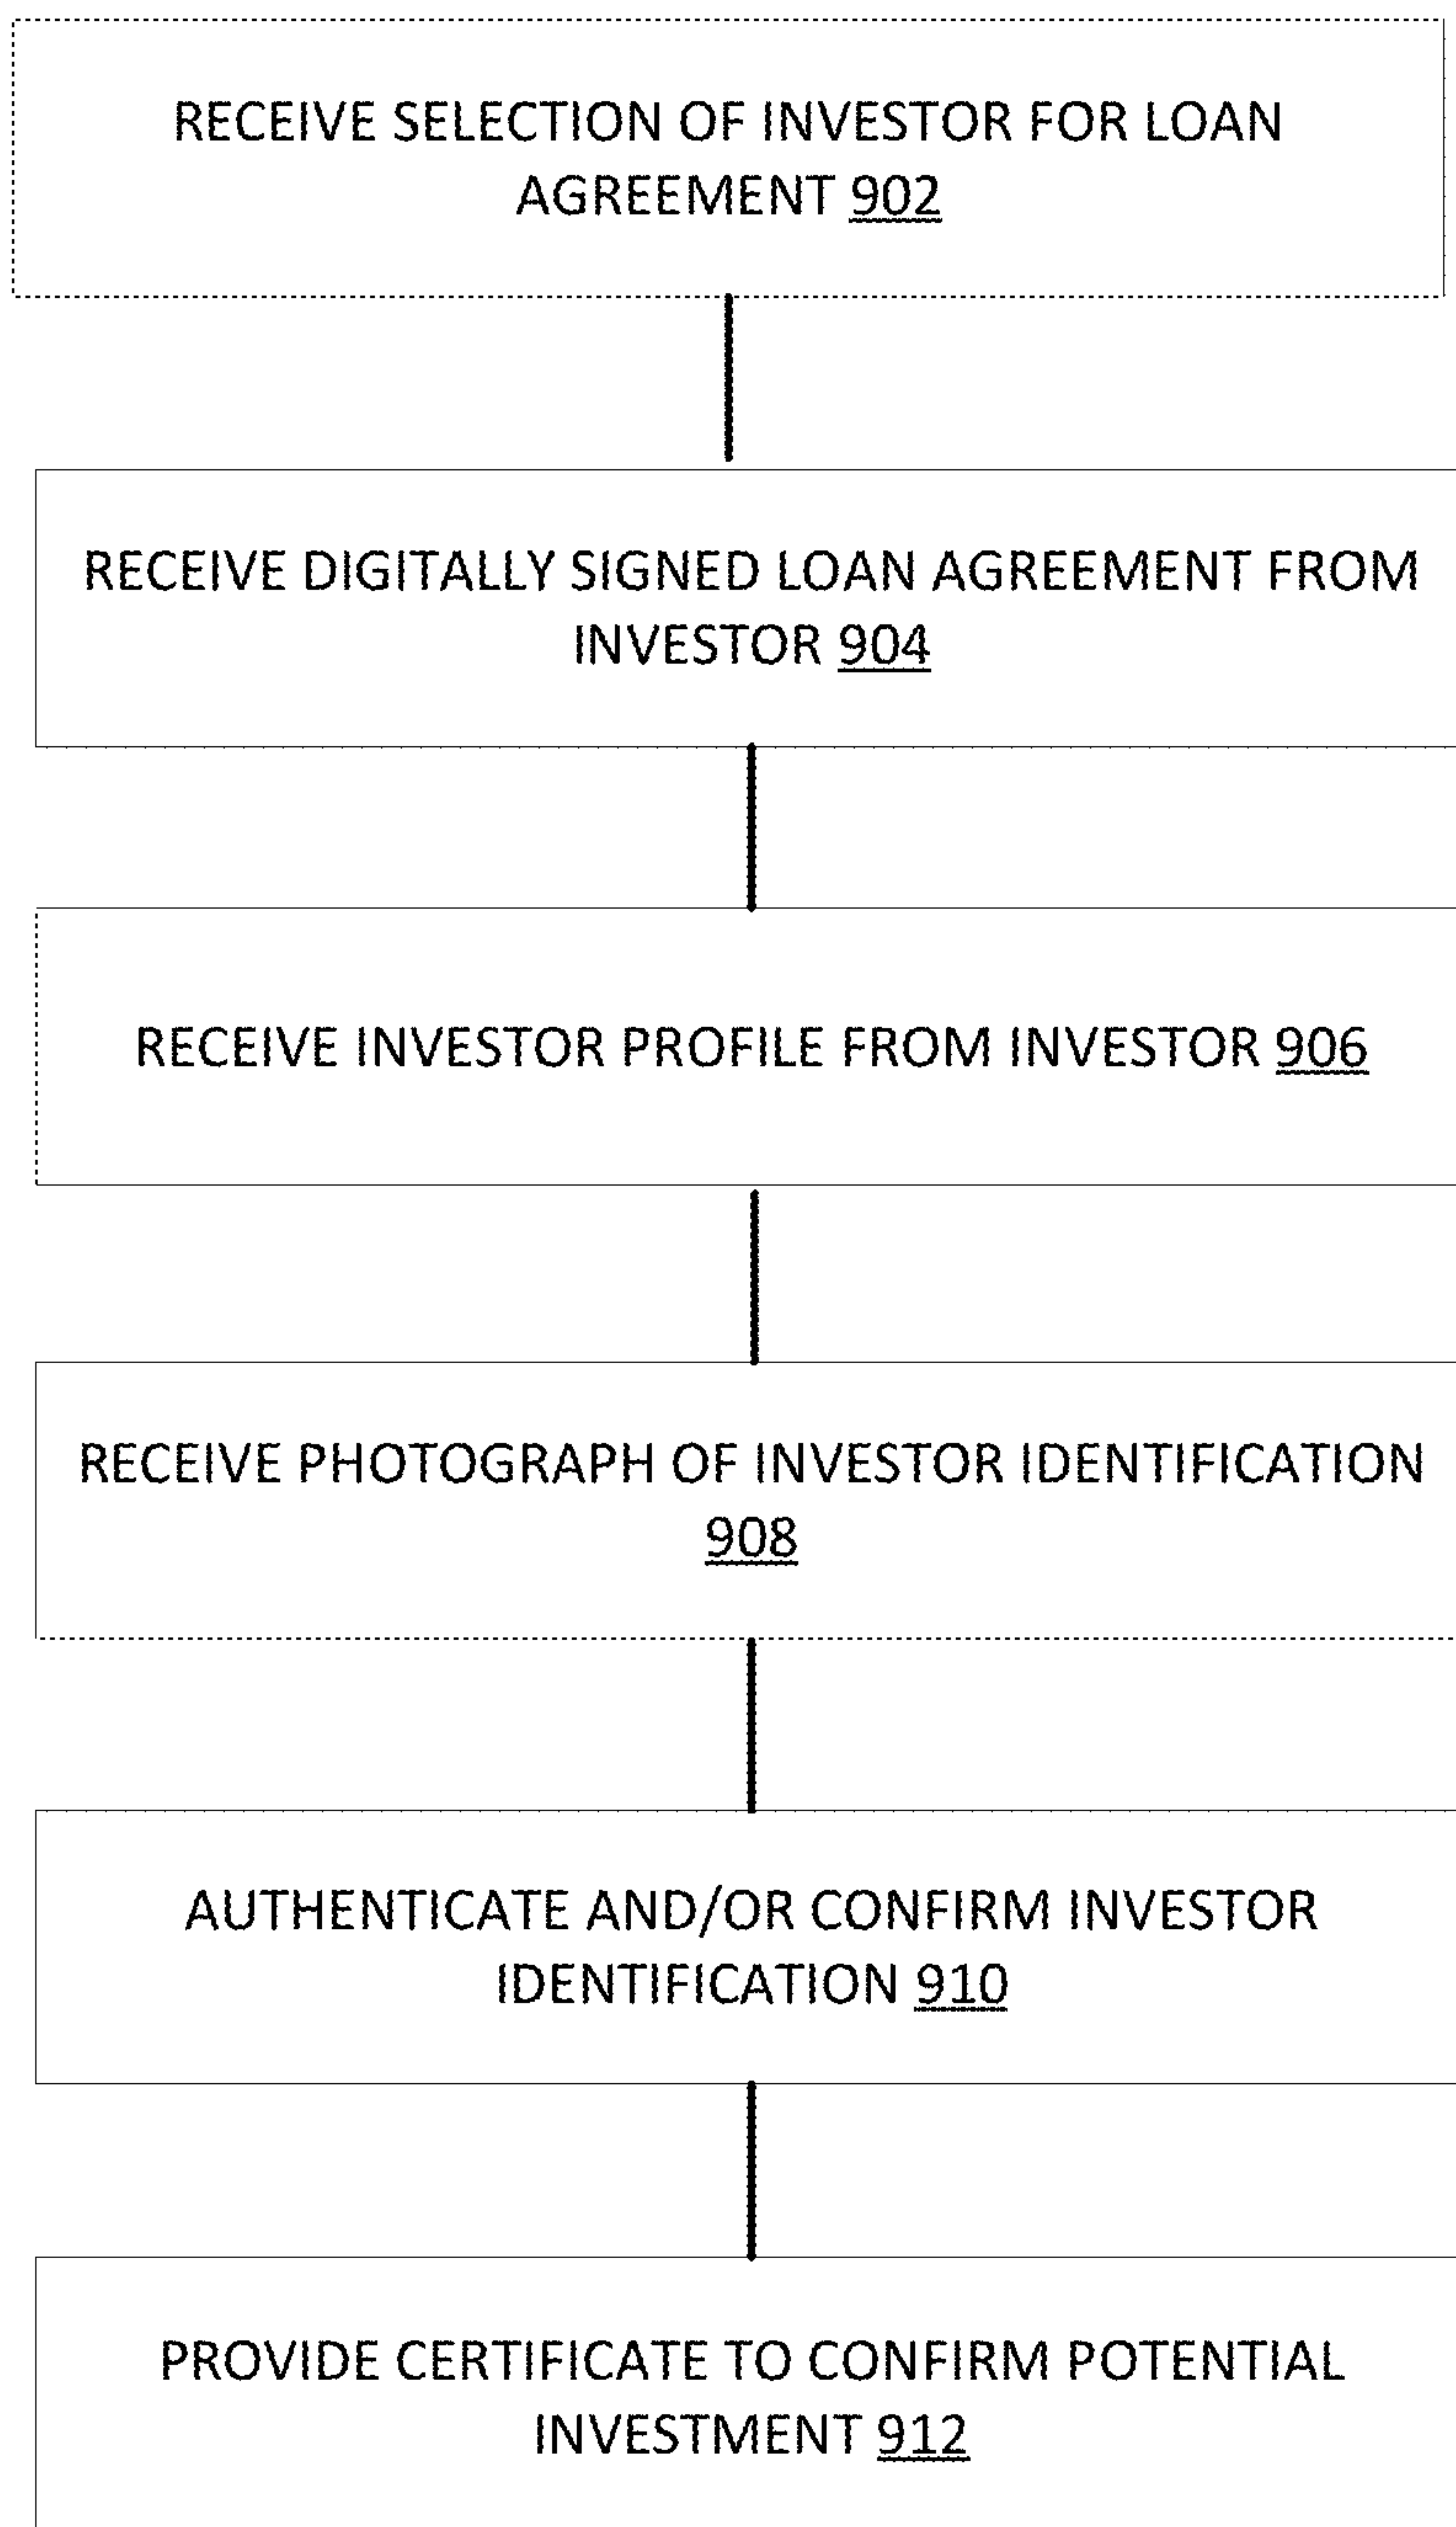 RECEIVE SELECTION OF INVESTOR FOR LOAN
AGREEMENT 902
RECEIVE DIGITALLY SIGNED LOAN AGREEMENT FROM
INVESTOR 904
RECEIVE INVESTOR PROFILE FROM INVESTOR 906
RECEIVE PHOTOGRAPH OF INVESTOR IDENTIFICATION
908
AUTHENTICATE AND/OR CONFIRM INVESTOR
IDENTIFICATION 910
PROVIDE CERTIFICATE TO CONFIRM POTENTIAL
INVESTMENT 912